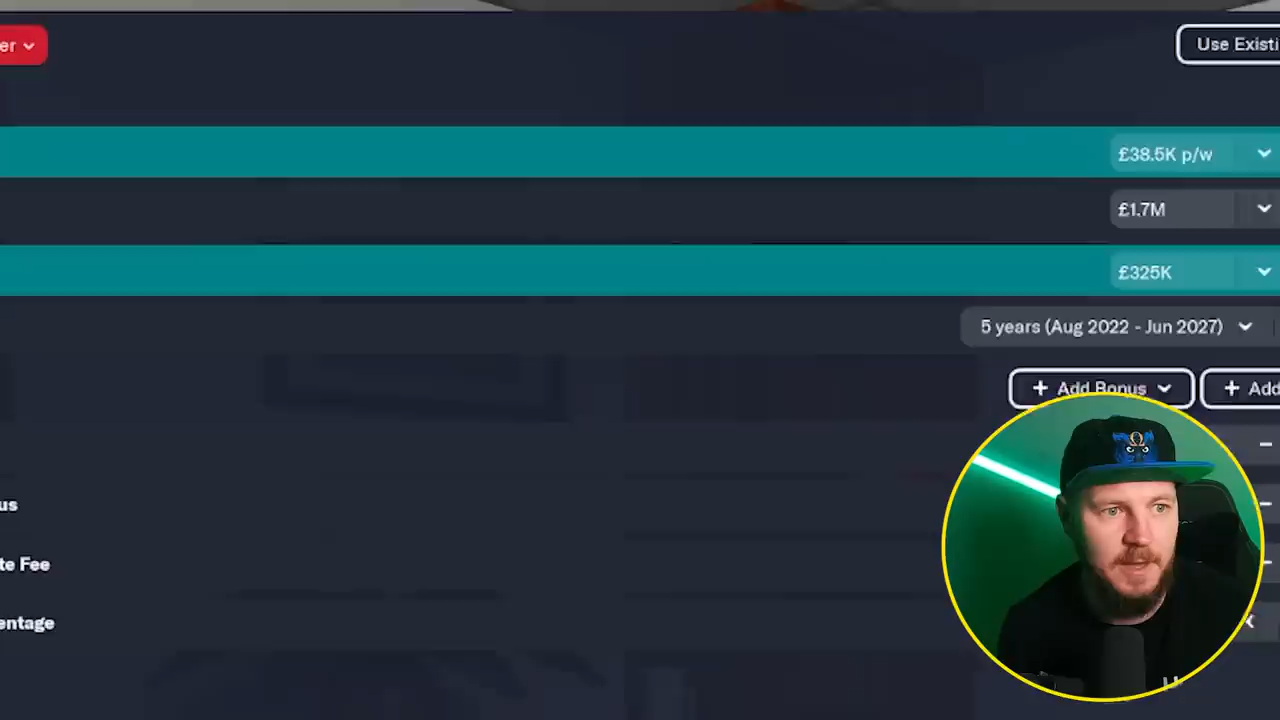 er
Use Existi
£38.5K p/w
£1.7M
£325K
5 years (Aug 2022 - Jun 2027)
+ Add Bonus
+ Add
us
te Fee
entage